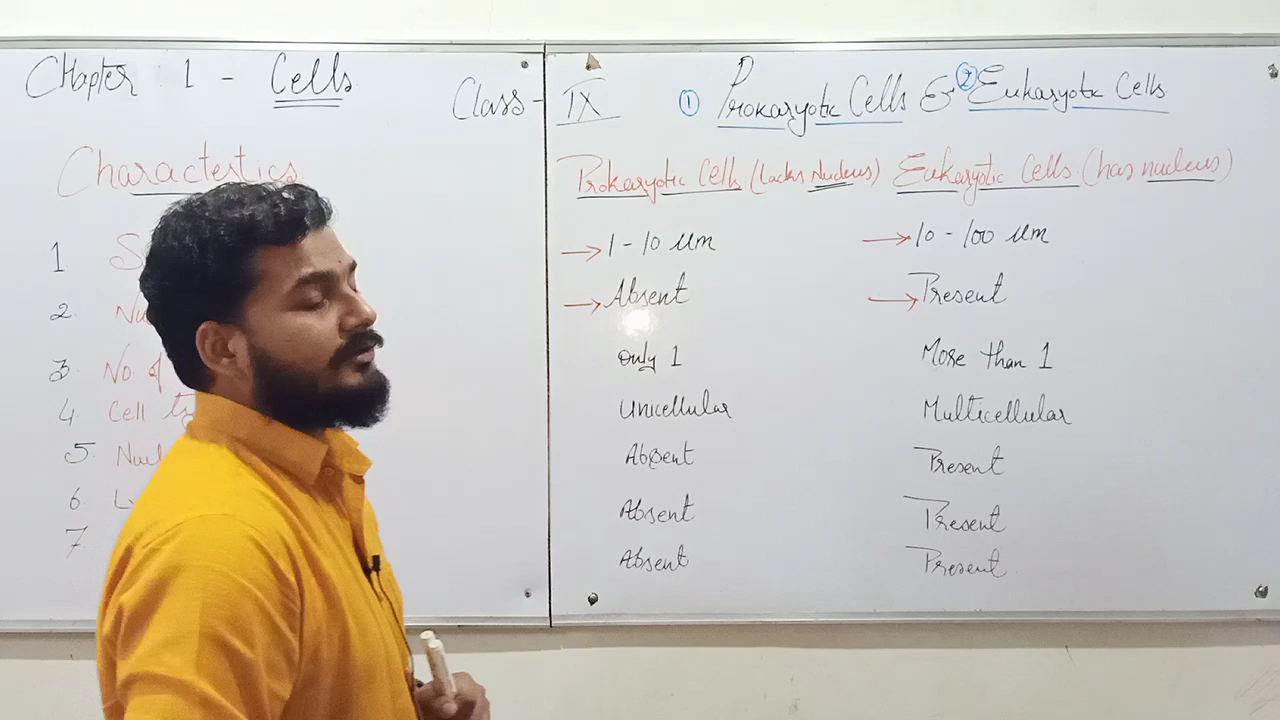 Chapter 1 - Cells
Class - IX
① Prokaryotic Cells & ② Eukaryotic Cells
Charactestics
Prokaryotic Cells (Lacks Nucleus) Eukaryotic Cells (has nucleus)
1 → 1 - 10 um → 10 - 100 um
2. → Absent → Present
3. No of Only 1 More than 1
4. Cell Unicellular Multicellular
5. Absent Present
6. Absent Present
7 Absent Present